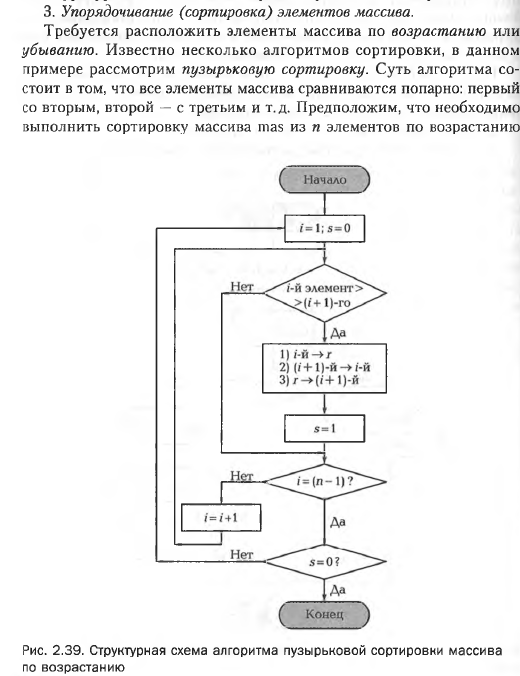 3. Упорядочивание (сортировка) элементов массива.
Требуется расположить элементы массива по возрастанию или
убыванию. Известно несколько алгоритмов сортировки, в данном
примере рассмотрим пузырьковую сортировку. Суть алгоритма со-
стоит в том, что все элементы массива сравниваются попарно: первый
со вторым, второй — с третьим и т. д. Предположим, что необходимо
выполнить сортировку массива mas из n элементов по возрастанию
Начало
i=1; s=0
Нет
i-й элемент>
>(i+1)-го
Да
1) i-й→r
2) (i+1)-й→i-й
3) r→(i+1)-й
s=1
Нет
i=(n−1)?
i=i+1
Да
Нет
s=0?
Да
Конец
Рис. 2.39. Структурная схема алгоритма пузырьковой сортировки массива
по возрастанию